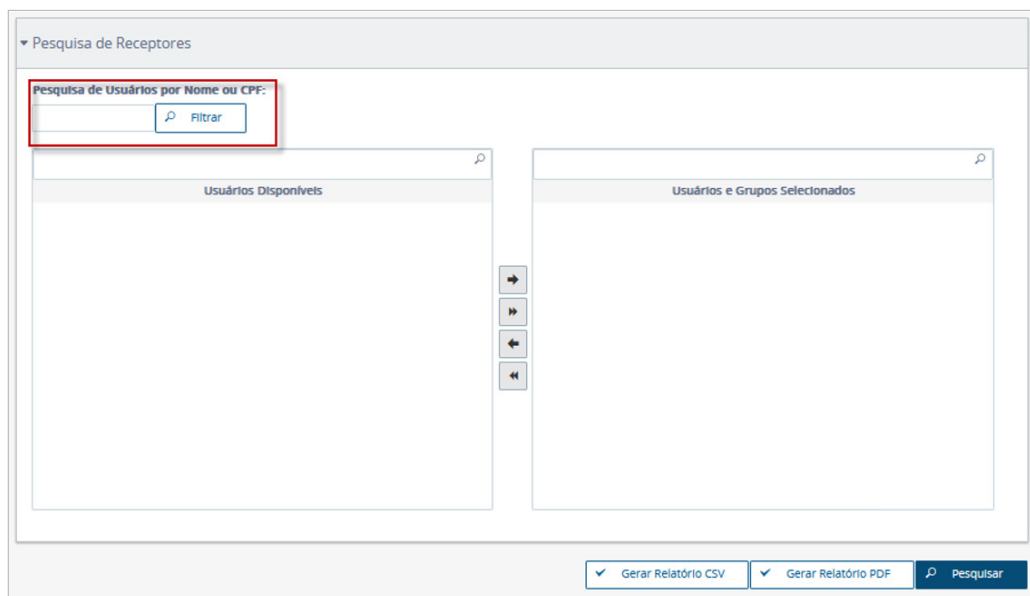 Pesquisa de Receptores
Pesquisa de Usuários por Nome ou CPF:
Filtrar
Usuários Disponíveis
Usuários e Grupos Selecionados
Gerar Relatório CSV
Gerar Relatório PDF
Pesquisar